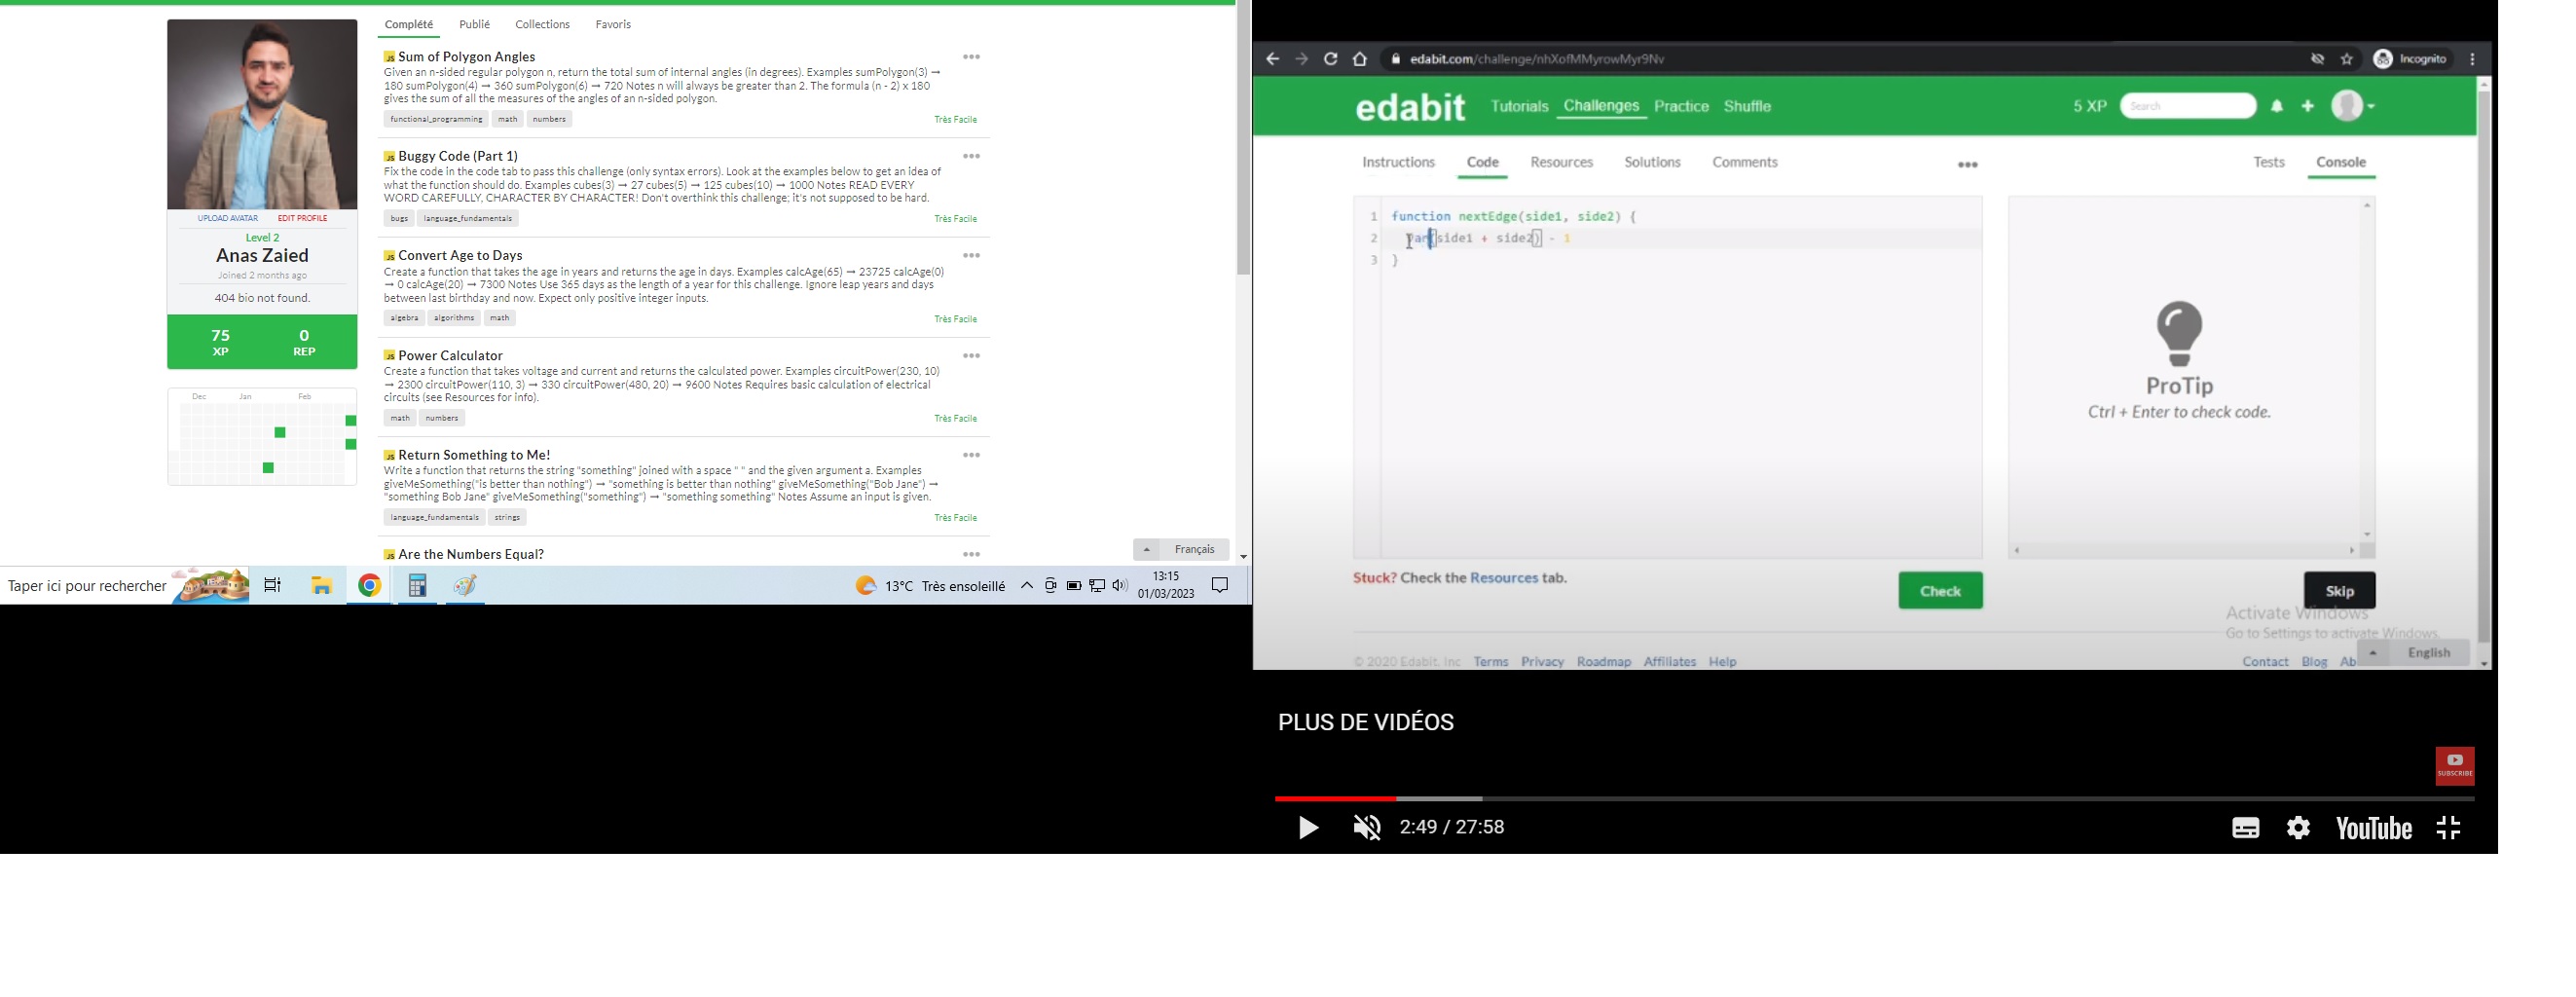 Complété Publié Collections Favoris
Sum of Polygon Angles
Given an n-sided regular polygon n, return the total sum of internal angles (in degrees). Examples sumPolygon(3) →
180 sumPolygon(4) → 360 sumPolygon(6) → 720 Notes n will always be greater than 2. The formula (n - 2) x 180
gives the sum of all the measures of the angles of an n-sided polygon.
functional_programming math numbers Très Facile
Buggy Code (Part 1)
Fix the code in the code tab to pass this challenge (only syntax errors). Look at the examples below to get an idea of
what the function should do. Examples cubes(3) → 27 cubes(5) → 125 cubes(10) → 1000 Notes READ EVERY
WORD CAREFULLY, CHARACTER BY CHARACTER! Don't overthink this challenge; it's not supposed to be hard.
bugs language_fundamentals Très Facile
Convert Age to Days
Create a function that takes the age in years and returns the age in days. Examples calcAge(65) → 23725 calcAge(0)
→ 0 calcAge(20) → 7300 Notes Use 365 days as the length of a year for this challenge. Ignore leap years and days
between last birthday and now. Expect only positive integer inputs.
algebra algorithms math Très Facile
Power Calculator
Create a function that takes voltage and current and returns the calculated power. Examples circuitPower(230, 10)
→ 2300 circuitPower(110, 3) → 330 circuitPower(480, 20) → 9600 Notes Requires basic calculation of electrical
circuits (see Resources for info).
math numbers Très Facile
Return Something to Me!
Write a function that returns the string "something" joined with a space " " and the given argument a. Examples
giveMeSomething("is better than nothing") → "something is better than nothing" giveMeSomething("Bob Jane") →
"something Bob Jane" giveMeSomething("something") → "something something" Notes Assume an input is given.
language_fundamentals strings Très Facile
Are the Numbers Equal?
UPLOAD AVATAR EDIT PROFILE
Level 2
Anas Zaied
Joined 2 months ago
404 bio not found.
75 0
XP REP
Dec Jan Feb
Français
Taper ici pour rechercher
13°C Très ensoleillé
13:15
01/03/2023
edabit.com/challenge/nhXofMMyrowMyr9Nv Incognito
edabit Tutorials Challenges Practice Shuffle 5 XP Search
Instructions Code Resources Solutions Comments Tests Console
1 function nextEdge(side1, side2) {
2 (side1 + side2) - 1
3 }
ProTip
Ctrl + Enter to check code.
Stuck? Check the Resources tab.
Check Skip
Activate Windows
Go to Settings to activate Windows.
© 2020 Edabit, Inc Terms Privacy Roadmap Affiliates Help Contact Blog Ab
English
PLUS DE VIDÉOS
SUBSCRIBE
2:49 / 27:58
YouTube